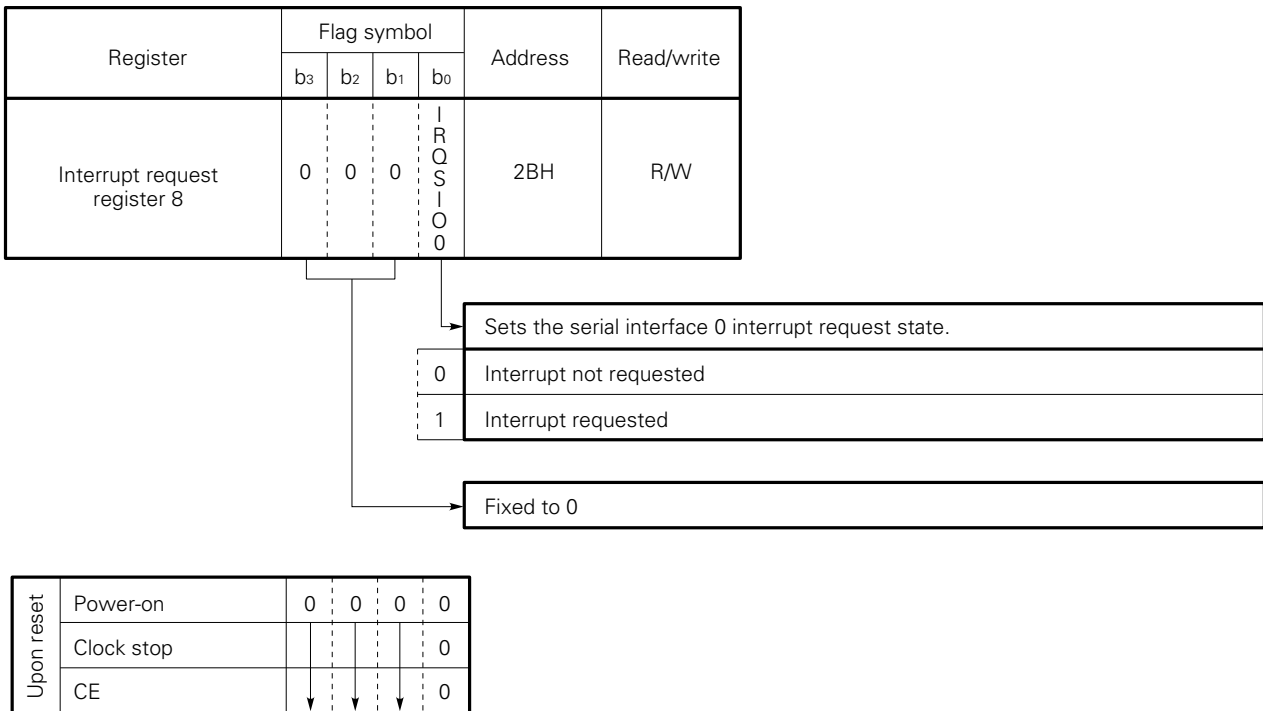 Register
Flag symbol
Address
Read/write
b3 b2 b1 b0
Interrupt request
register 8
0 0 0
IRQSIO0
2BH
R/W
Sets the serial interface 0 interrupt request state.
0 Interrupt not requested
1 Interrupt requested
Fixed to 0
Upon reset
Power-on 0 0 0 0
Clock stop 0
CE 0